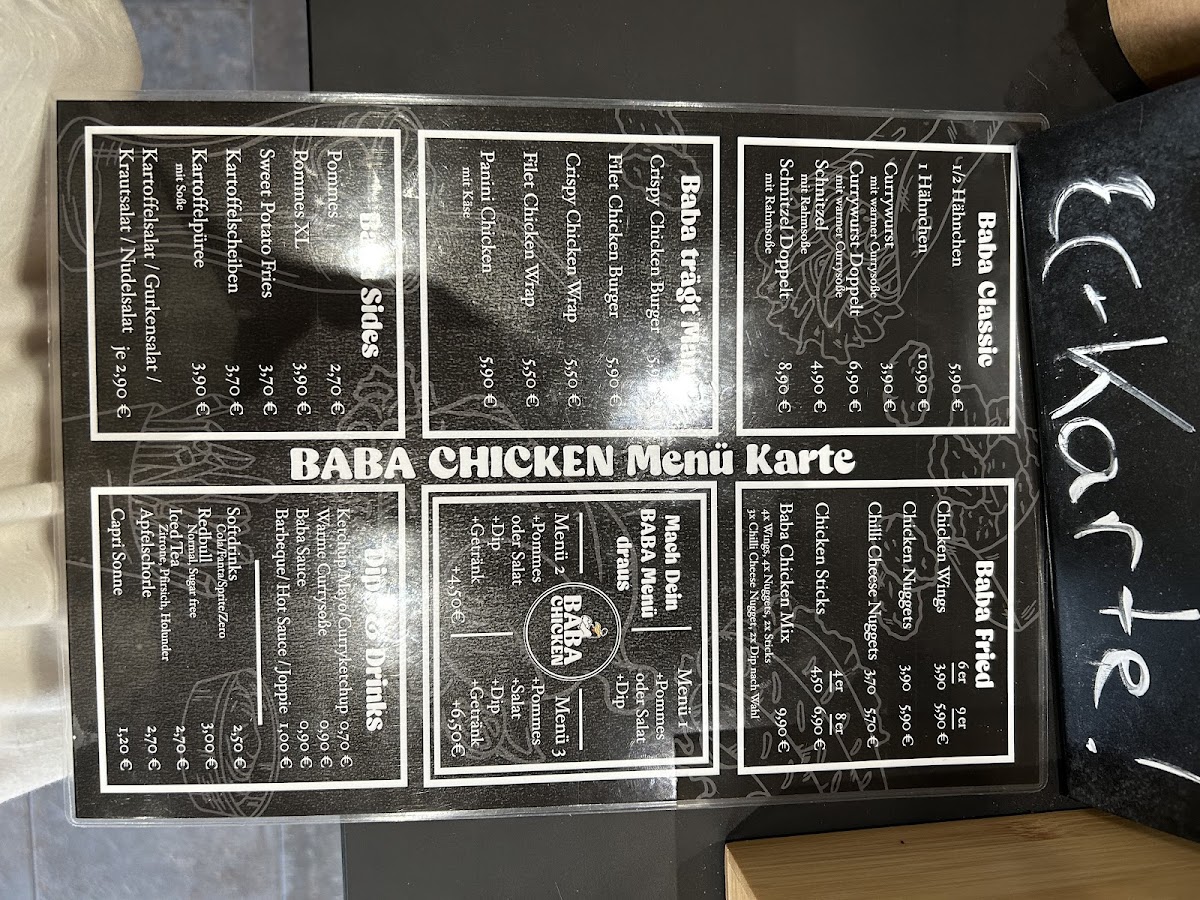 EC-Karte!
BABA CHICKEN Menü Karte
Baba Classic
1/2 Hähnchen 5,90 €
1 Hähnchen 10,90 €
Currywurst 3,90 €
mit warmer Currysoße
Currywurst Doppelt 6,90 €
mit warmer Currysoße
Schnitzel 4,90 €
mit Rahmsoße
Schnitzel Doppelt 8,90 €
mit Rahmsoße
Baba trägt
Crispy Chicken Burger
Filet Chicken Burger 5,90 €
Crispy Chicken Wrap 5,50 €
Filet Chicken Wrap 5,50 €
Panini Chicken 5,90 €
mit Käse
Sides
Pommes 2,70 €
Pommes XL 3,90 €
Sweet Potato Fries 3,70 €
Kartoffelscheiben 3,70 €
Kartoffelpüree 3,90 €
mit Soße
Kartoffelsalat / Gurkensalat /
Krautsalat / Nudelsalat je 2,90 €
Baba Fried
6 er 9 er
Chicken Wings 3,90 5,90 €
Chicken Nuggets 3,90 5,90 €
Chilli Cheese Nuggets 3,70 5,70 €
4 er 8 er
Chicken Sticks 4,50 6,90 €
Baba Chicken Mix 9,90 €
4x Wings, 4x Nuggets, 2x Sticks
3x Chilli Cheese Nugget, 2x Dip nach Wahl
Mach Dein
BABA Menü
draus
Menü 1
+Pommes
oder Salat
+Dip
BABA
CHICKEN
Menü 2
+Pommes
oder Salat
+Dip
+Getränk
+4,50 €
Menü 3
+Pommes
+Salat
+Dip
+Getränk
+6,50 €
Drinks
Ketchup/Mayo/Curryketchup 0,70 €
Warme Currysoße 0,90 €
Baba Sauce 0,90 €
Barbeque/ Hot Sauce / Joppie 1,00 €
Softdrinks 2,50 €
Cola/Fanta/Sprite/Zero
Redbull 3,00 €
Normal, Sugar free
Iced Tea 2,70 €
Zitrone, Pfirsich, Holunder
Apfelschorle 2,70 €
Capri Sonne 1,20 €